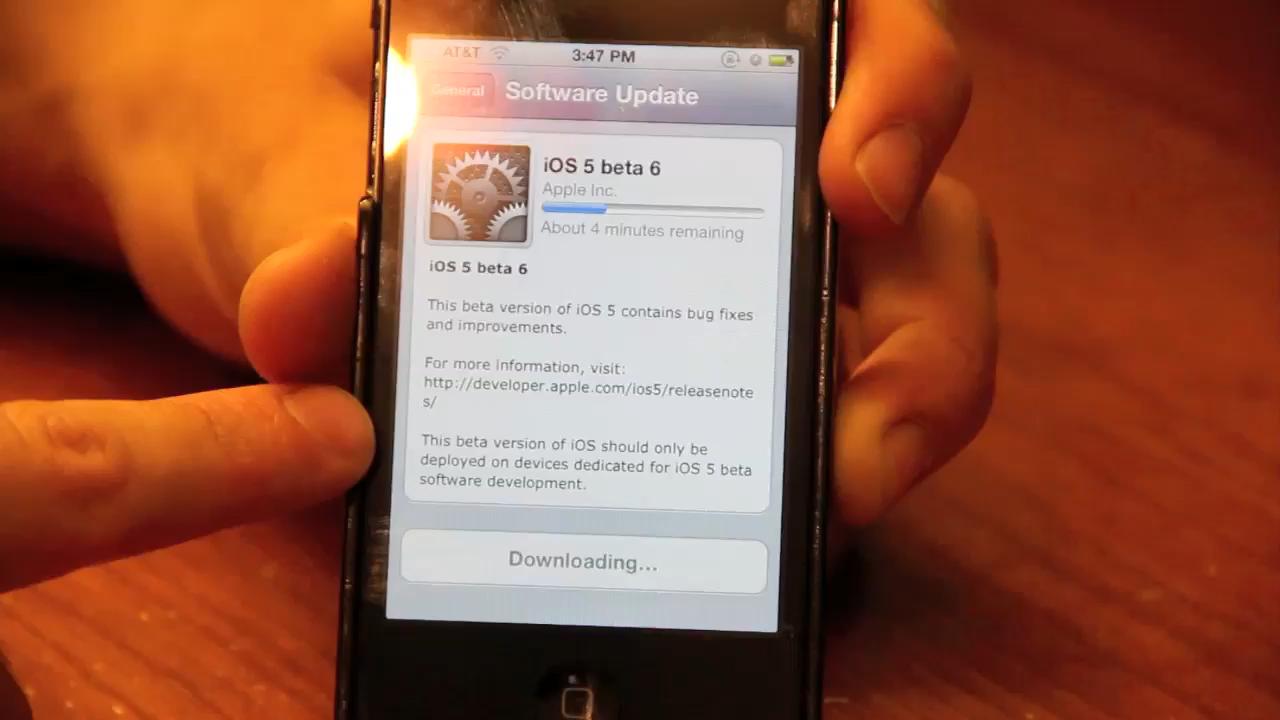 AT&T 3:47 PM
General Software Update
iOS 5 beta 6
Apple Inc.
About 4 minutes remaining
iOS 5 beta 6
This beta version of iOS 5 contains bug fixes
and improvements.
For more information, visit:
http://developer.apple.com/ios5/releasenote
s/
This beta version of iOS should only be
deployed on devices dedicated for iOS 5 beta
software development.
Downloading...